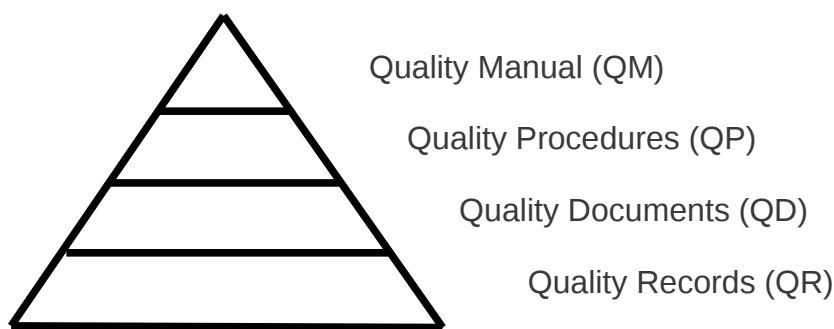 Quality Manual (QM)
Quality Procedures (QP)
Quality Documents (QD)
Quality Records (QR)